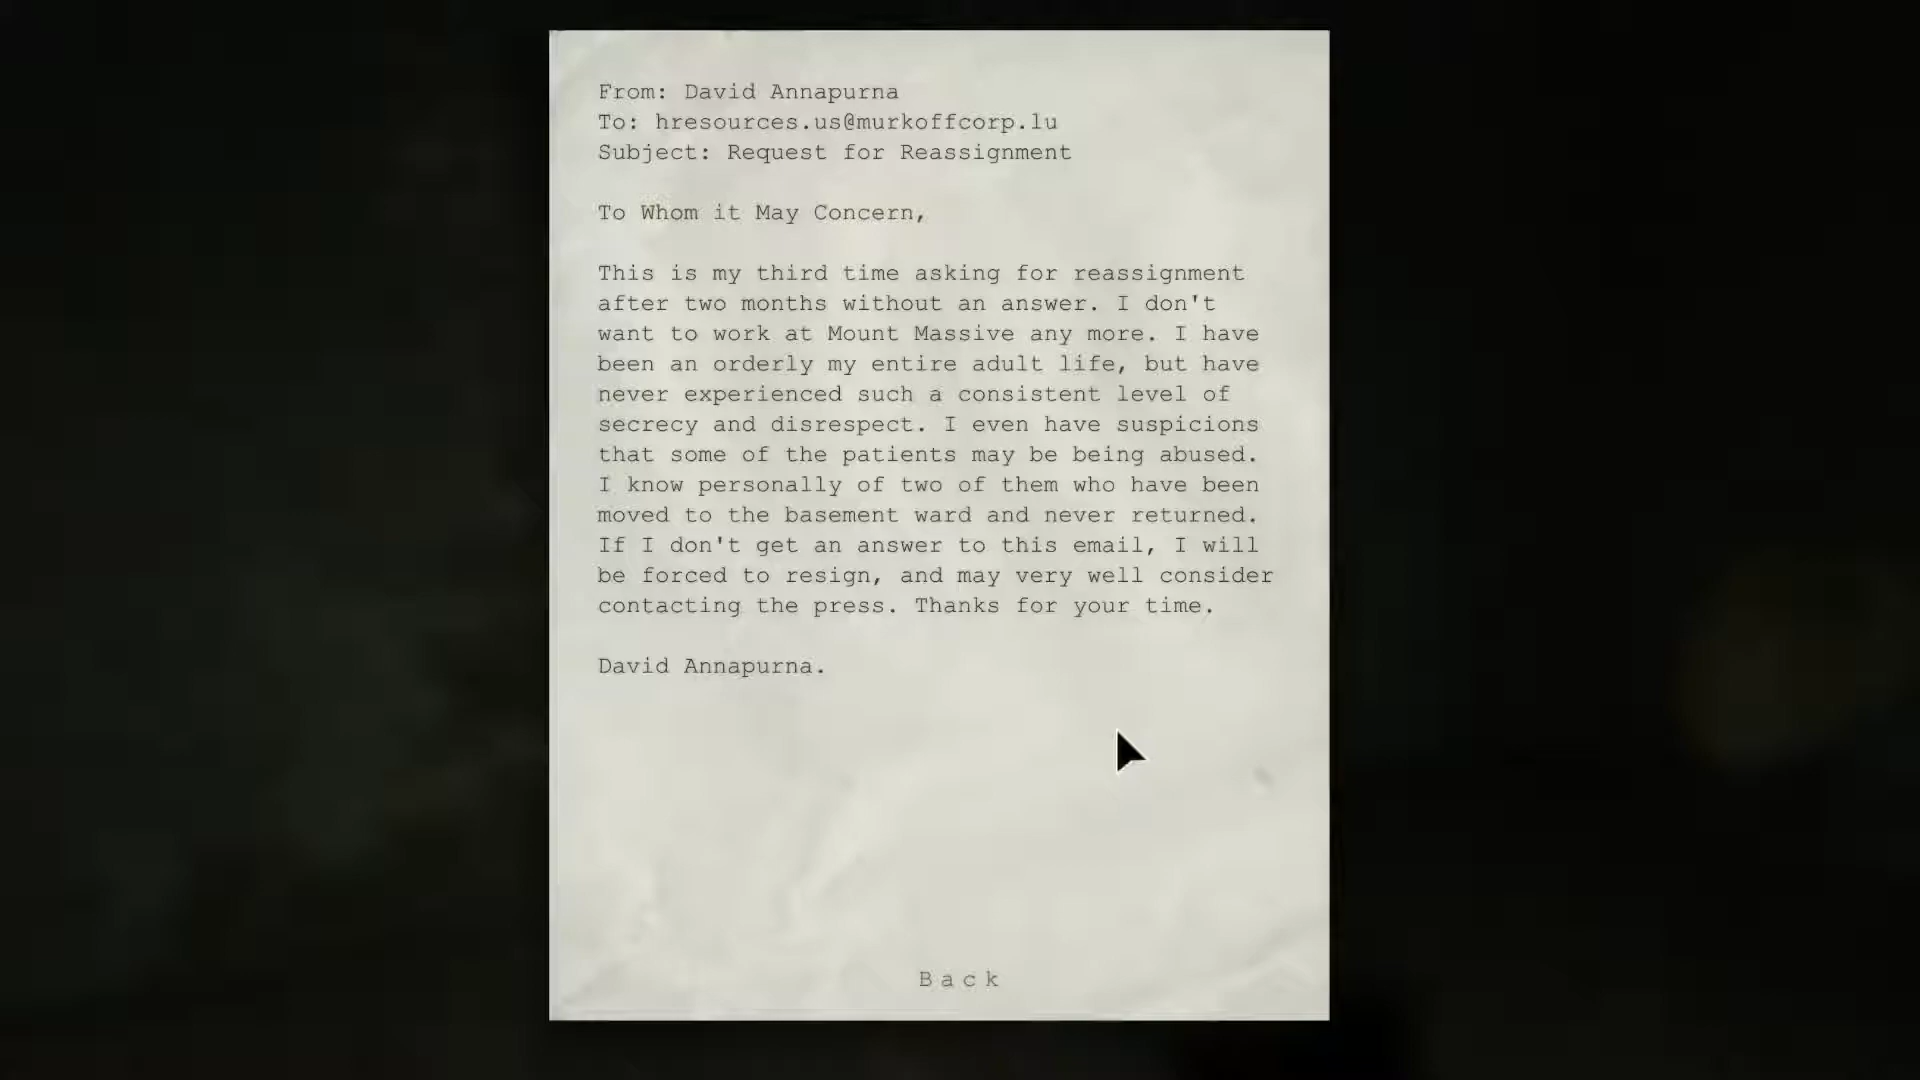 From: David Annapurna
To: hresources.us@murkoffcorp.lu
Subject: Request for Reassignment
To Whom it May Concern,
This is my third time asking for reassignment
after two months without an answer. I don't
want to work at Mount Massive any more. I have
been an orderly my entire adult life, but have
never experienced such a consistent level of
secrecy and disrespect. I even have suspicions
that some of the patients may be being abused.
I know personally of two of them who have been
moved to the basement ward and never returned.
If I don't get an answer to this email, I will
be forced to resign, and may very well consider
contacting the press. Thanks for your time.
David Annapurna.
Back